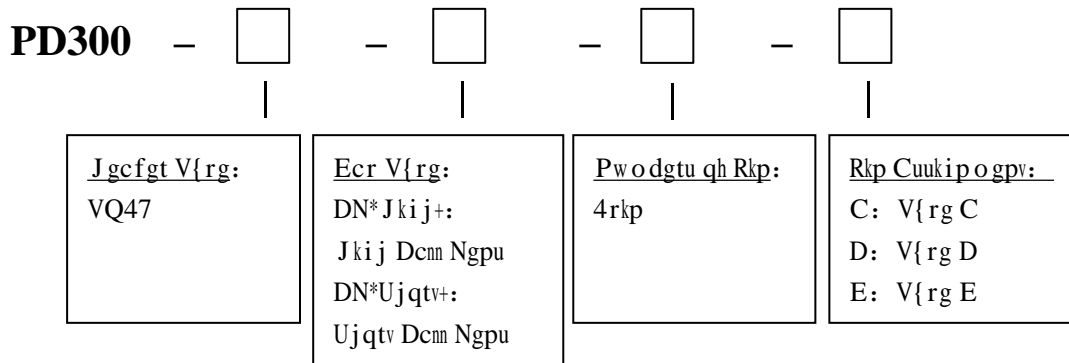 PD300 – □ – □ – □ – □
Jgcfgt V{rg:
VQ47
Ecr V{rg:
DN*Jkij+:
Jkij Dcnn Ngpu
DN*Ujqtv+:
Ujqtv Dcnn Ngpu
Pwodgtu qh Rkp:
4rkp
Rkp Cuukipogpv:
C: V{rg C
D: V{rg D
E: V{rg E